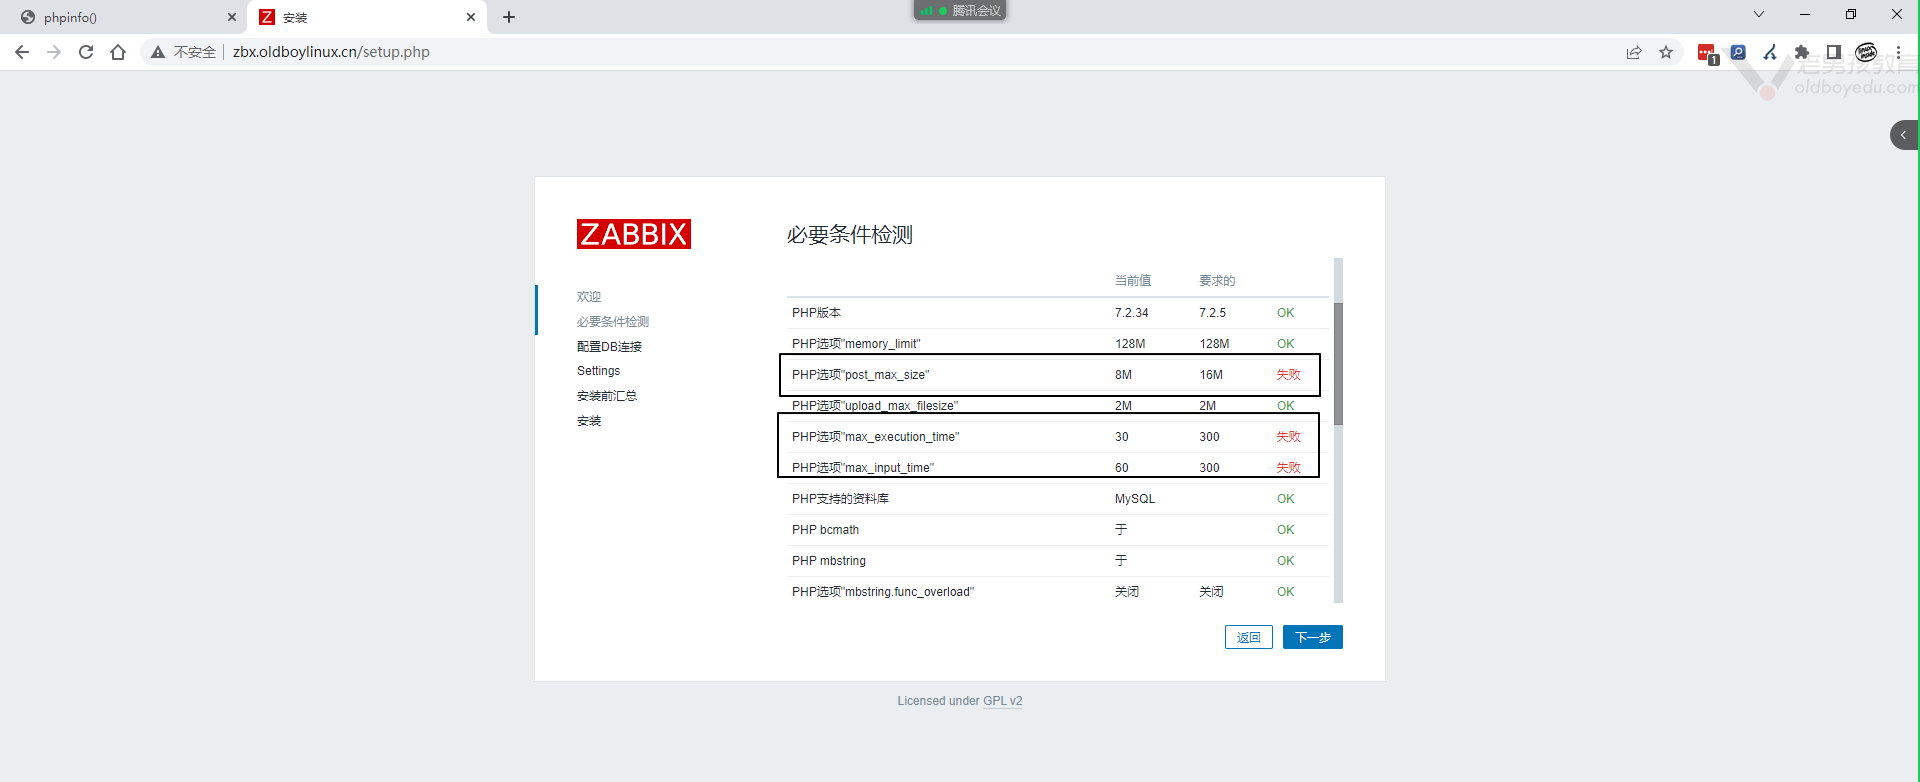 phpinfo()
安装
腾讯会议
不安全 zbx.oldboylinux.cn/setup.php
1
老男孩教育
oldboyedu.com
ZABBIX
必要条件检测
欢迎
必要条件检测
配置DB连接
Settings
安装前汇总
安装
当前值 要求的
PHP版本 7.2.34 7.2.5 OK
PHP选项"memory_limit" 128M 128M OK
PHP选项"post_max_size" 8M 16M 失败
PHP选项"upload_max_filesize" 2M 2M OK
PHP选项"max_execution_time" 30 300 失败
PHP选项"max_input_time" 60 300 失败
PHP支持的资料库 MySQL OK
PHP bcmath 于 OK
PHP mbstring 于 OK
PHP选项"mbstring.func_overload" 关闭 关闭 OK
返回 下一步
Licensed under GPL v2